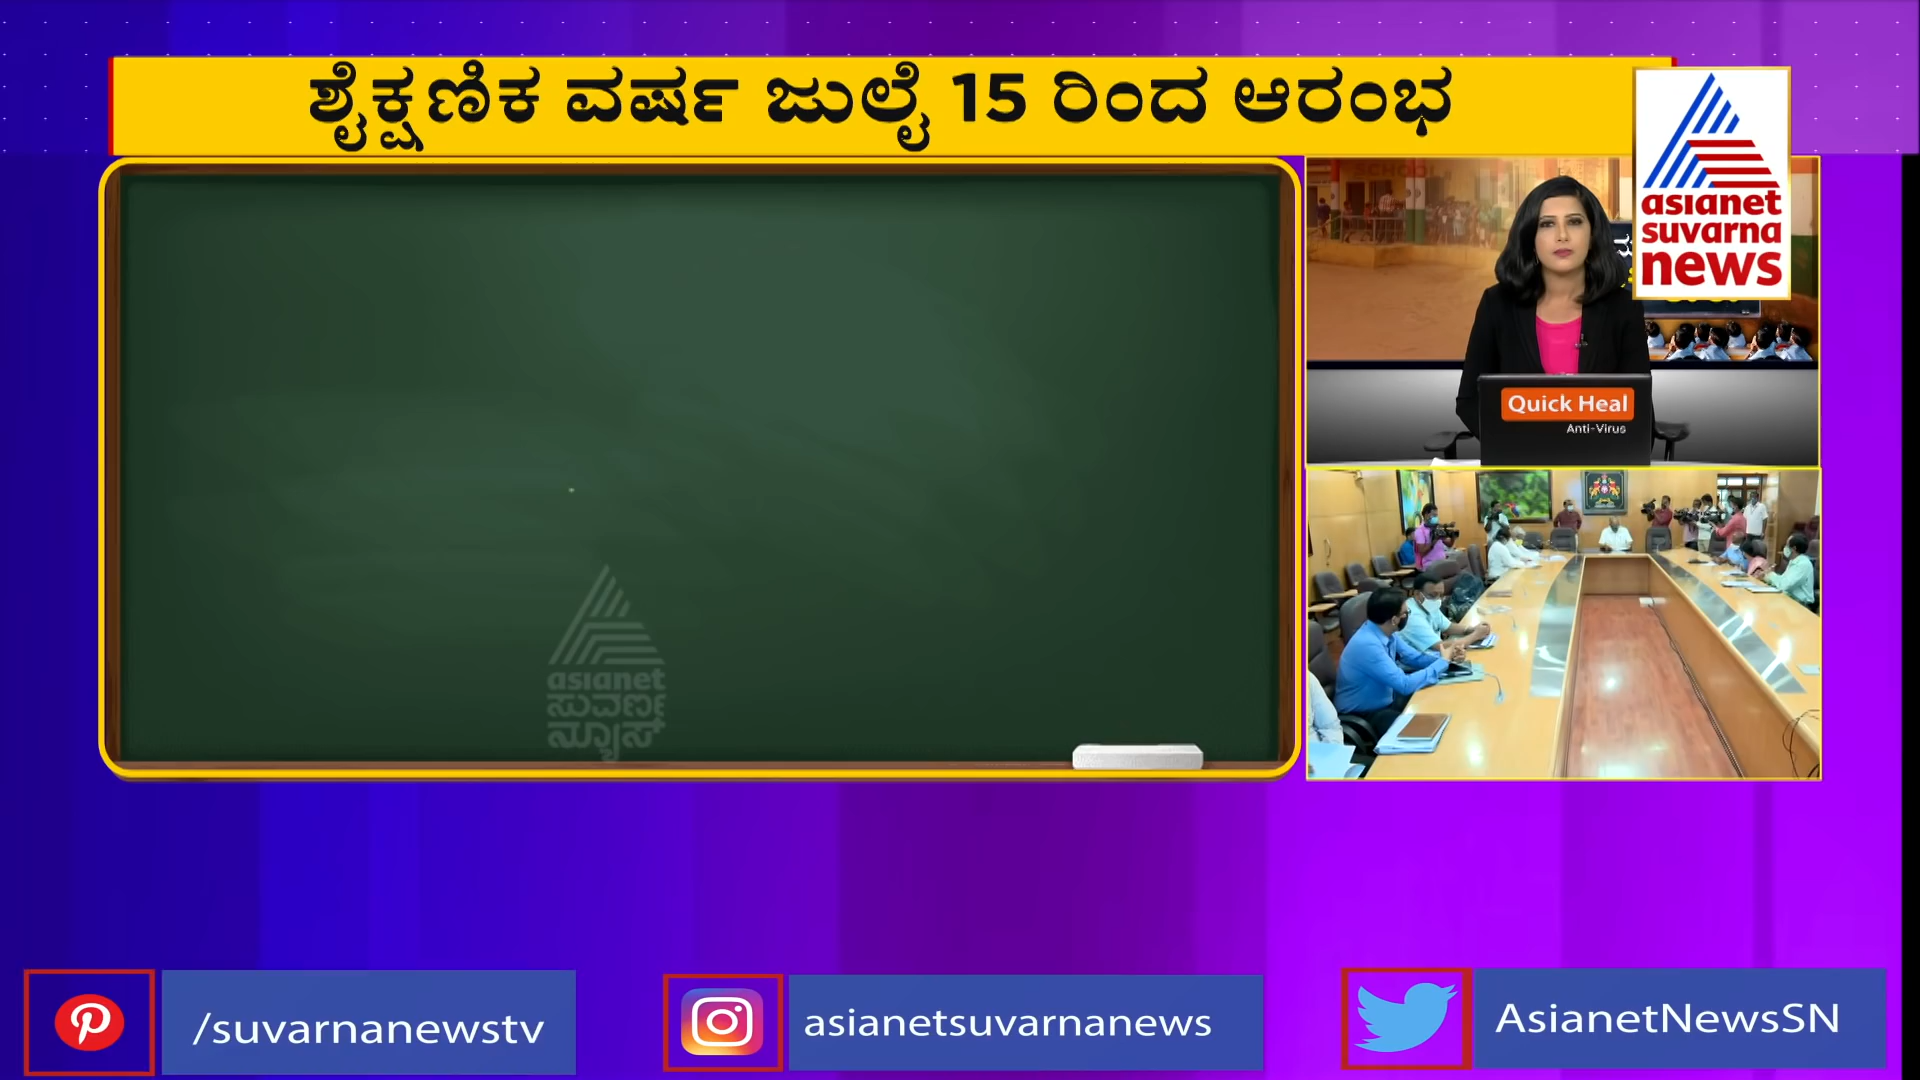 ಶೈಕ್ಷಣಿಕ ವರ್ಷ ಜುಲೈ 15 ರಿಂದ ಆರಂಭ
asianet
suvarna
news
Quick Heal
Anti-Virus
asianet
ಸುವರ್ಣ
ನ್ಯೂಸ್
/suvarnanewstv
asianetsuvarnanews
AsianetNewsSN